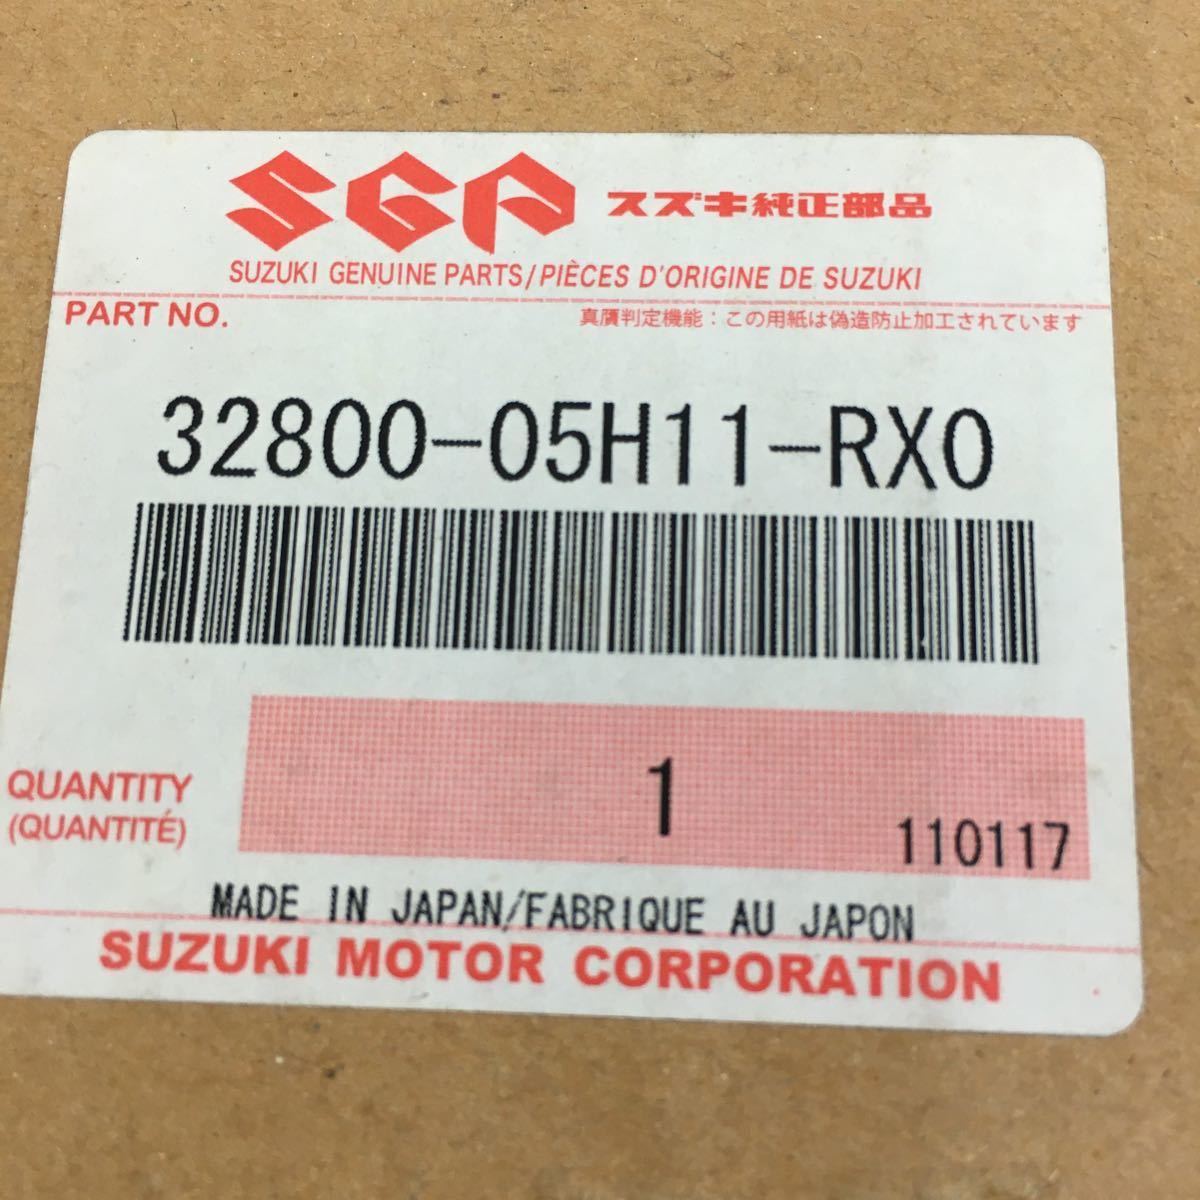 SGP スズキ純正部品
SUZUKI GENUINE PARTS/PIÈCES D'ORIGINE DE SUZUKI
PART NO. 真贋判定機能：この用紙は偽造防止加工されています
32800-05H11-RX0
QUANTITY
(QUANTITÉ)
1
110117
MADE IN JAPAN/FABRIQUE AU JAPON
SUZUKI MOTOR CORPORATION